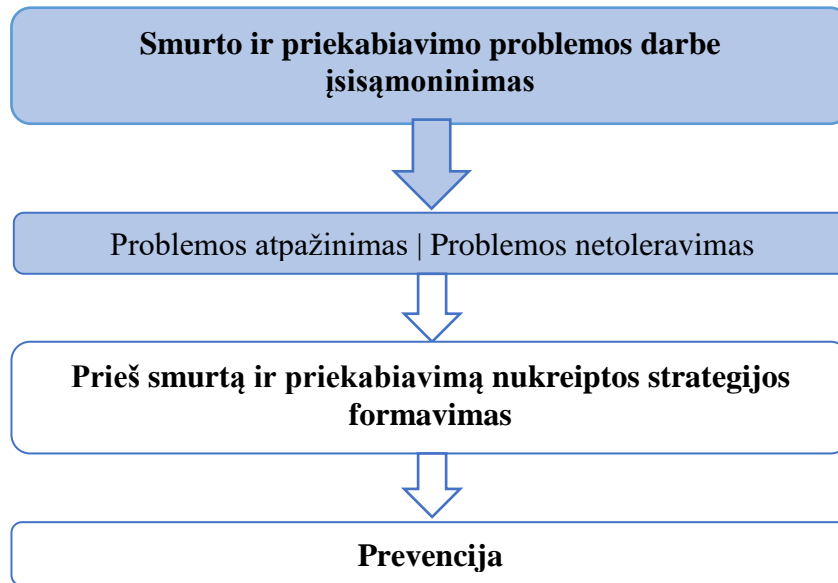 Smurto ir priekabiavimo problemos darbe
įsisąmoninimas
Problemos atpažinimas | Problemos netoleravimas
Prieš smurtą ir priekabiavimą nukreiptos strategijos
formavimas
Prevencija